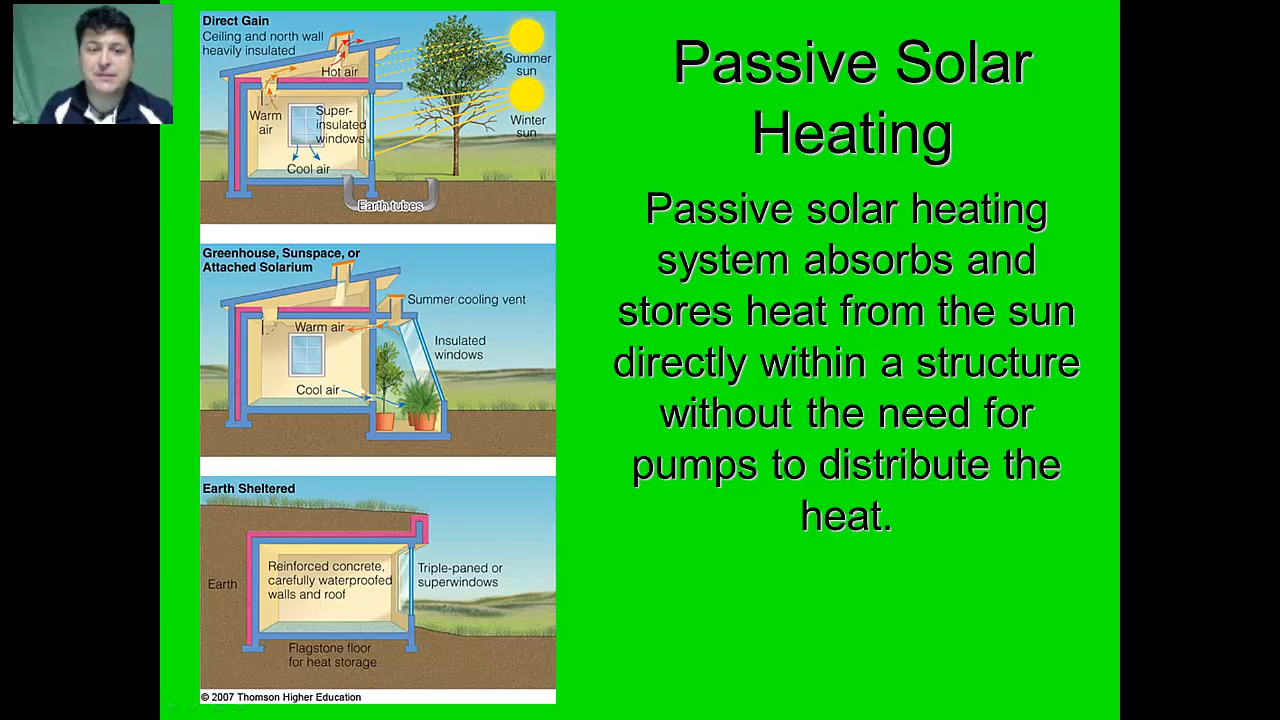 Direct Gain
Ceiling and north wall
heavily insulated
Hot air
Summer
sun
Warm
air
Super-
insulated
windows
Winter
sun
Cool air
Earth tubes
Greenhouse, Sunspace, or
Attached Solarium
Summer cooling vent
Warm air
Insulated
windows
Cool air
Earth Sheltered
Reinforced concrete,
carefully waterproofed
walls and roof
Triple-paned or
superwindows
Earth
Flagstone floor
for heat storage
© 2007 Thomson Higher Education
Passive Solar
Heating
Passive solar heating
system absorbs and
stores heat from the sun
directly within a structure
without the need for
pumps to distribute the
heat.